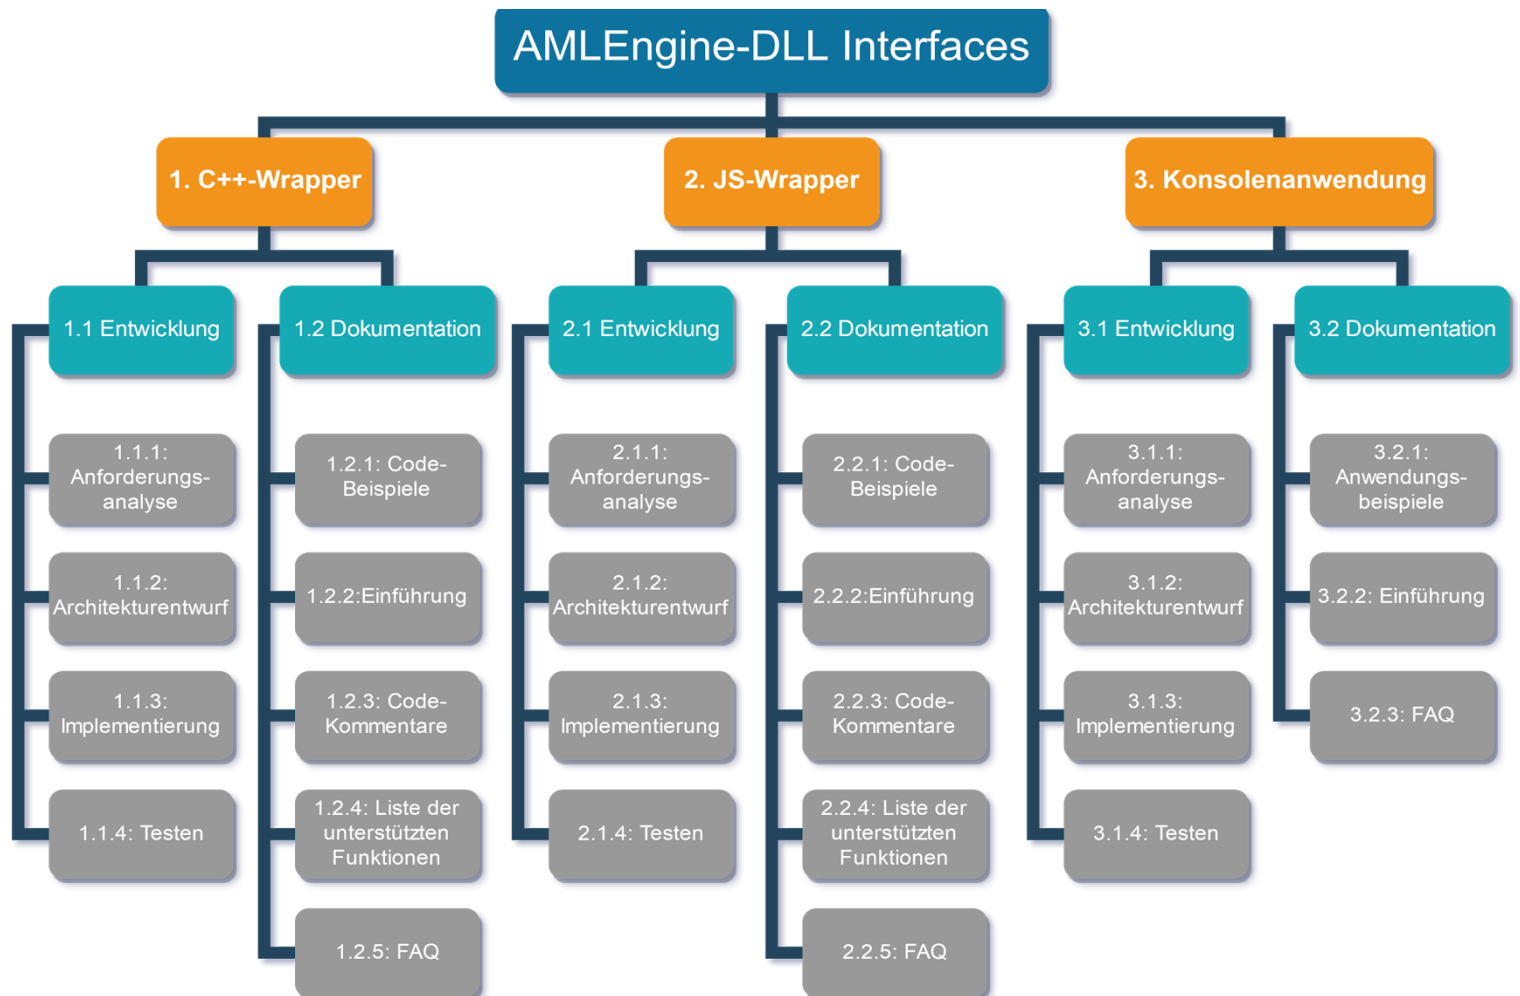 AMLEngine-DLL Interfaces
1. C++-Wrapper
2. JS-Wrapper
3. Konsolenanwendung
1.1 Entwicklung
1.2 Dokumentation
2.1 Entwicklung
2.2 Dokumentation
3.1 Entwicklung
3.2 Dokumentation
1.1.1:
Anforderungs-
analyse
1.2.1: Code-
Beispiele
2.1.1:
Anforderungs-
analyse
2.2.1: Code-
Beispiele
3.1.1:
Anforderungs-
analyse
3.2.1:
Anwendungs-
beispiele
1.1.2:
Architekturentwurf
1.2.2:Einführung
2.1.2:
Architekturentwurf
2.2.2:Einführung
3.1.2:
Architekturentwurf
3.2.2: Einführung
1.1.3:
Implementierung
1.2.3: Code-
Kommentare
2.1.3:
Implementierung
2.2.3: Code-
Kommentare
3.1.3:
Implementierung
3.2.3: FAQ
1.1.4: Testen
1.2.4: Liste der
unterstützten
Funktionen
2.1.4: Testen
2.2.4: Liste der
unterstützten
Funktionen
3.1.4: Testen
1.2.5: FAQ
2.2.5: FAQ